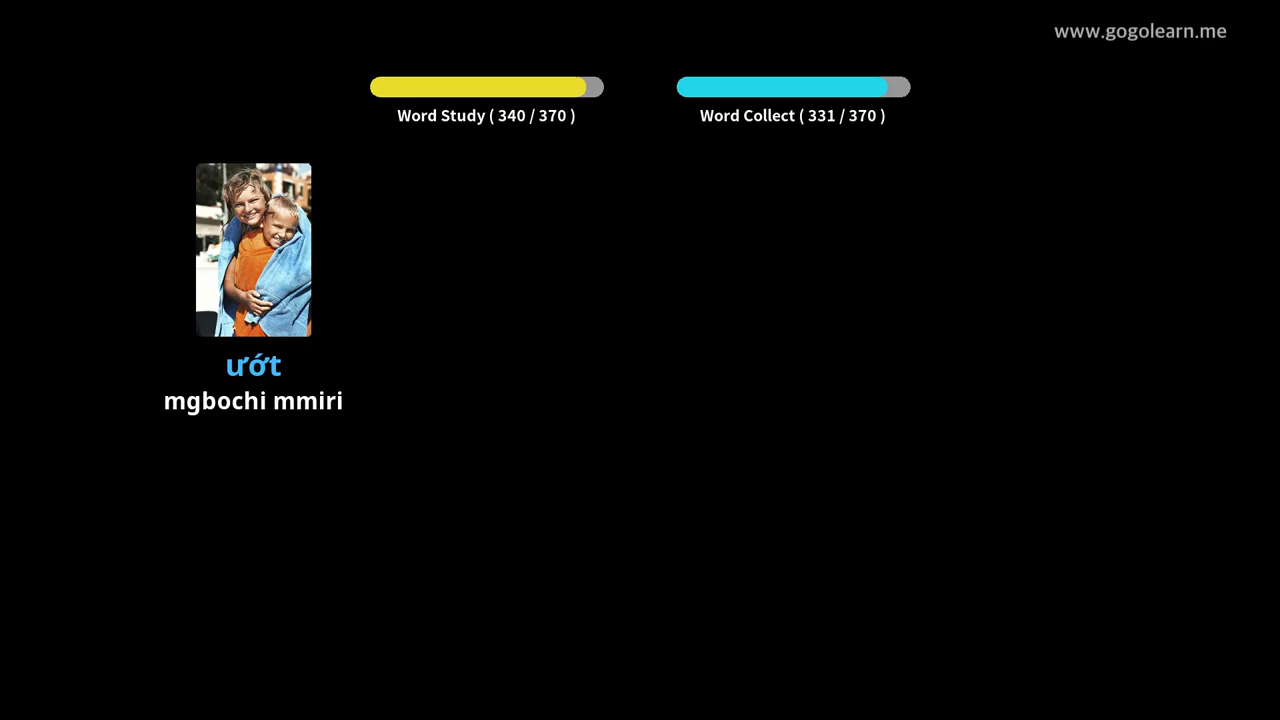 www.gogolearn.me
Word Study ( 340 / 370 )
Word Collect ( 331 / 370 )
ướt
mgbochi mmiri